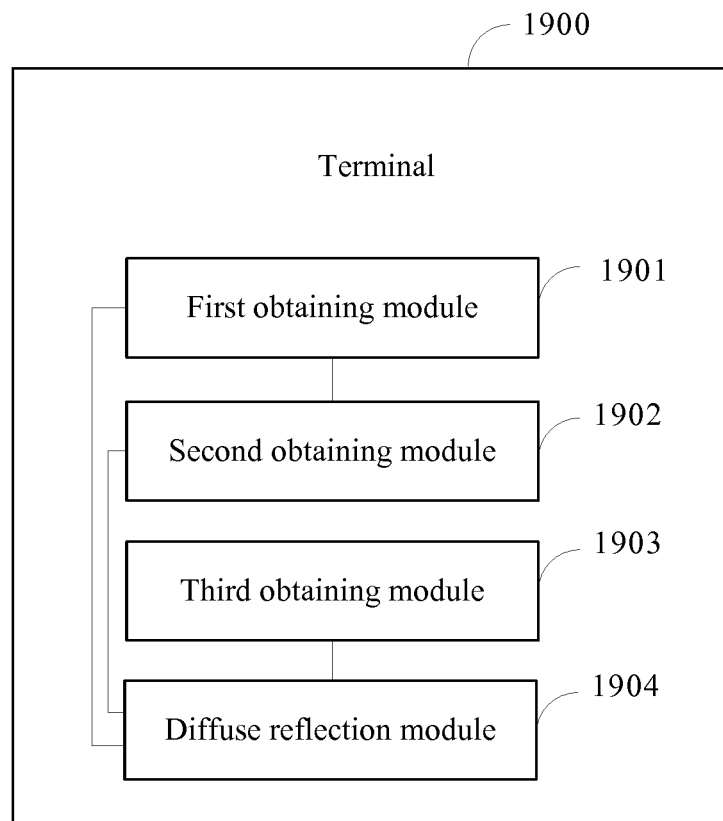 1900
Terminal
1901
First obtaining module
1902
Second obtaining module
1903
Third obtaining module
1904
Diffuse reflection module